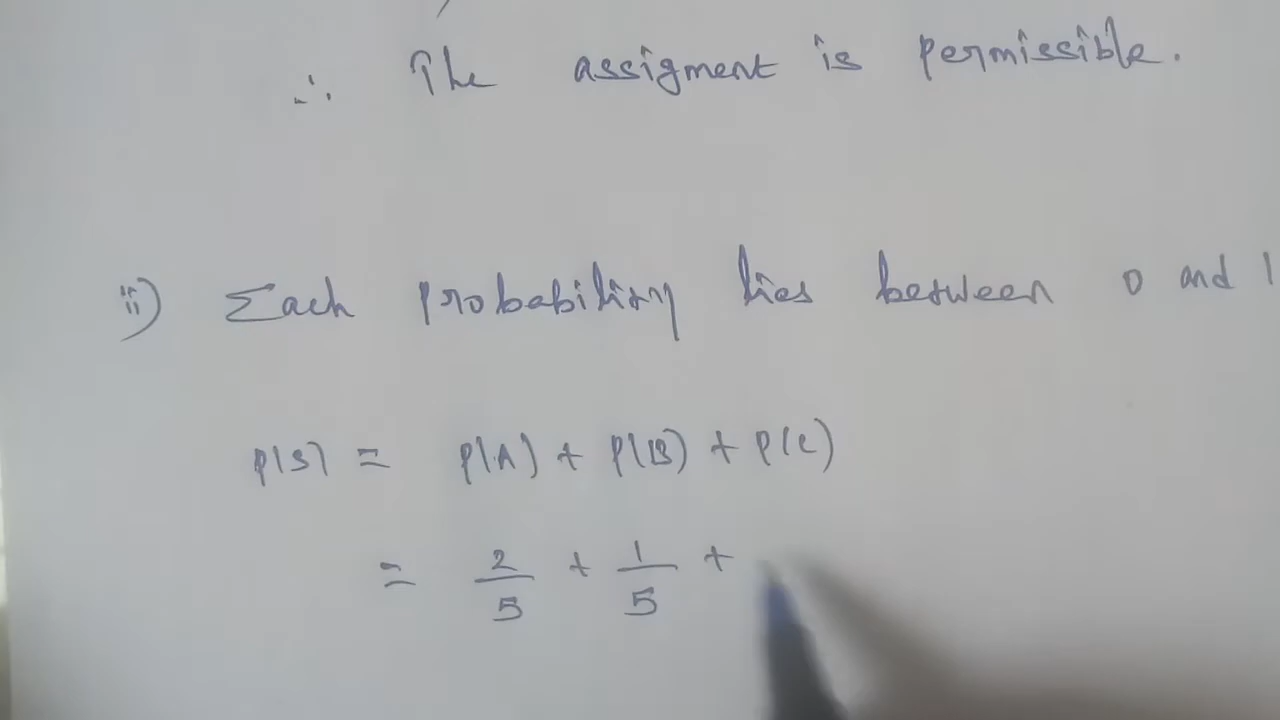 ∴ The assigment is permissible.
ii) Each probability lies between 0 and 1
P(S) = P(A) + P(B) + P(C)
= 2/5 + 1/5 +